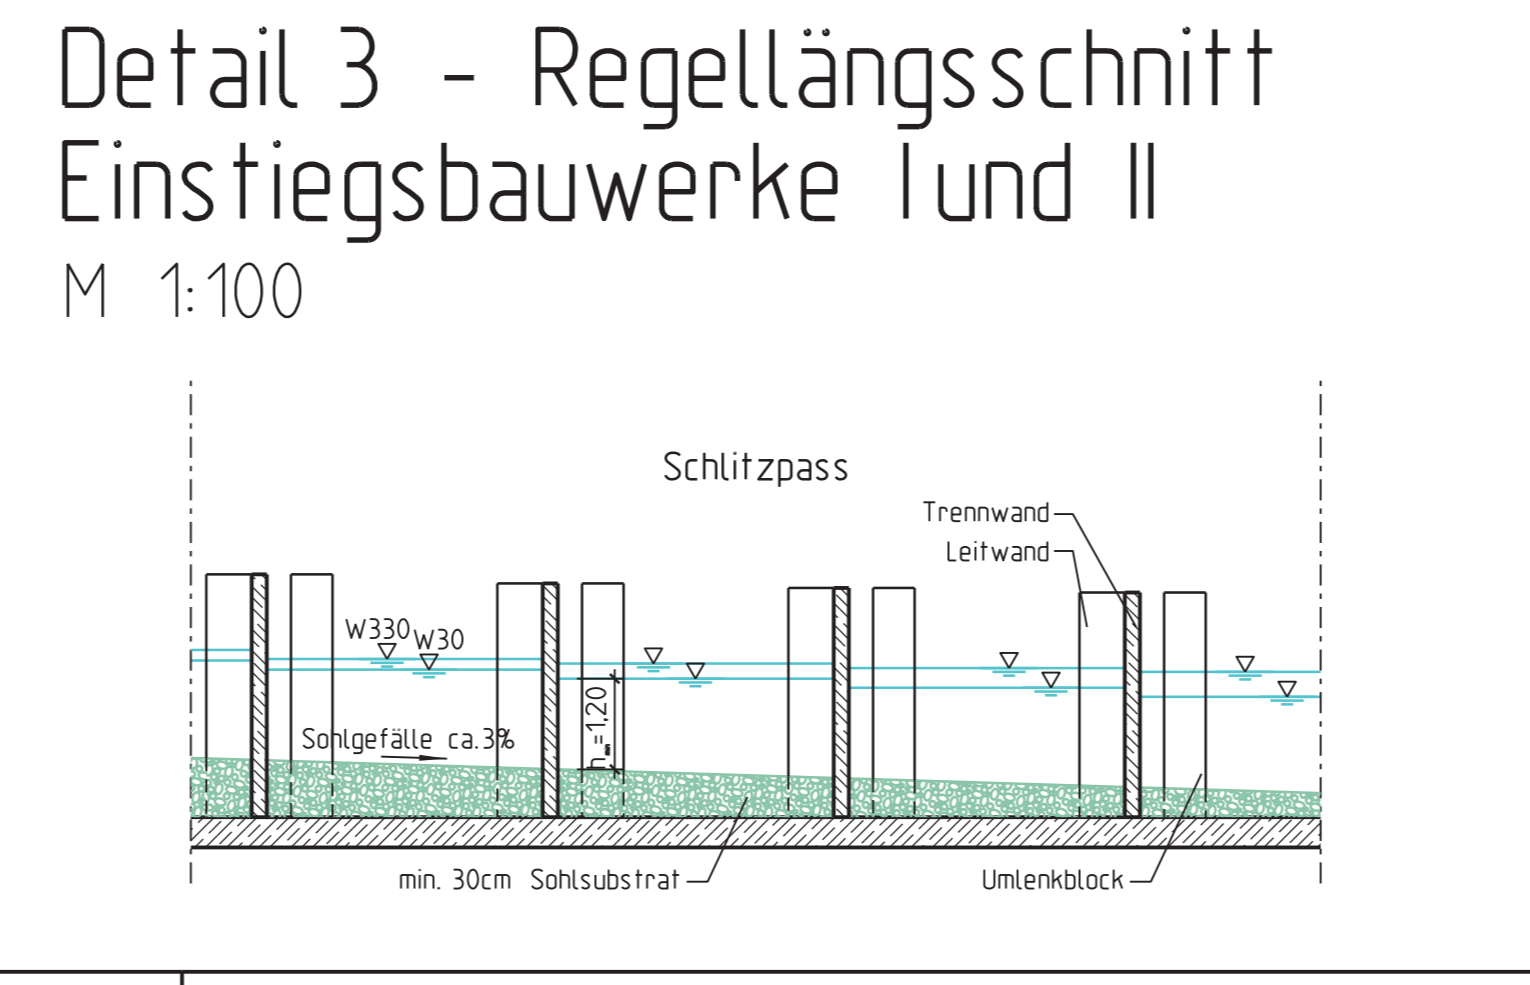 Detail 3 - Regellängsschnitt
Einstiegsbauwerke I und II
M 1:100
Schlitzpass
Trennwand
Leitwand
W330 W30
Sohlgefälle ca.3%
hmin=1,20
min. 30cm Sohlsubstrat
Umlenkblock